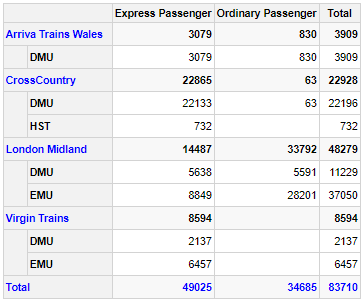 Express Passenger Ordinary Passenger Total
Arriva Trains Wales 3079 830 3909
DMU 3079 830 3909
CrossCountry 22865 63 22928
DMU 22133 63 22196
HST 732 732
London Midland 14487 33792 48279
DMU 5638 5591 11229
EMU 8849 28201 37050
Virgin Trains 8594 8594
DMU 2137 2137
EMU 6457 6457
Total 49025 34685 83710